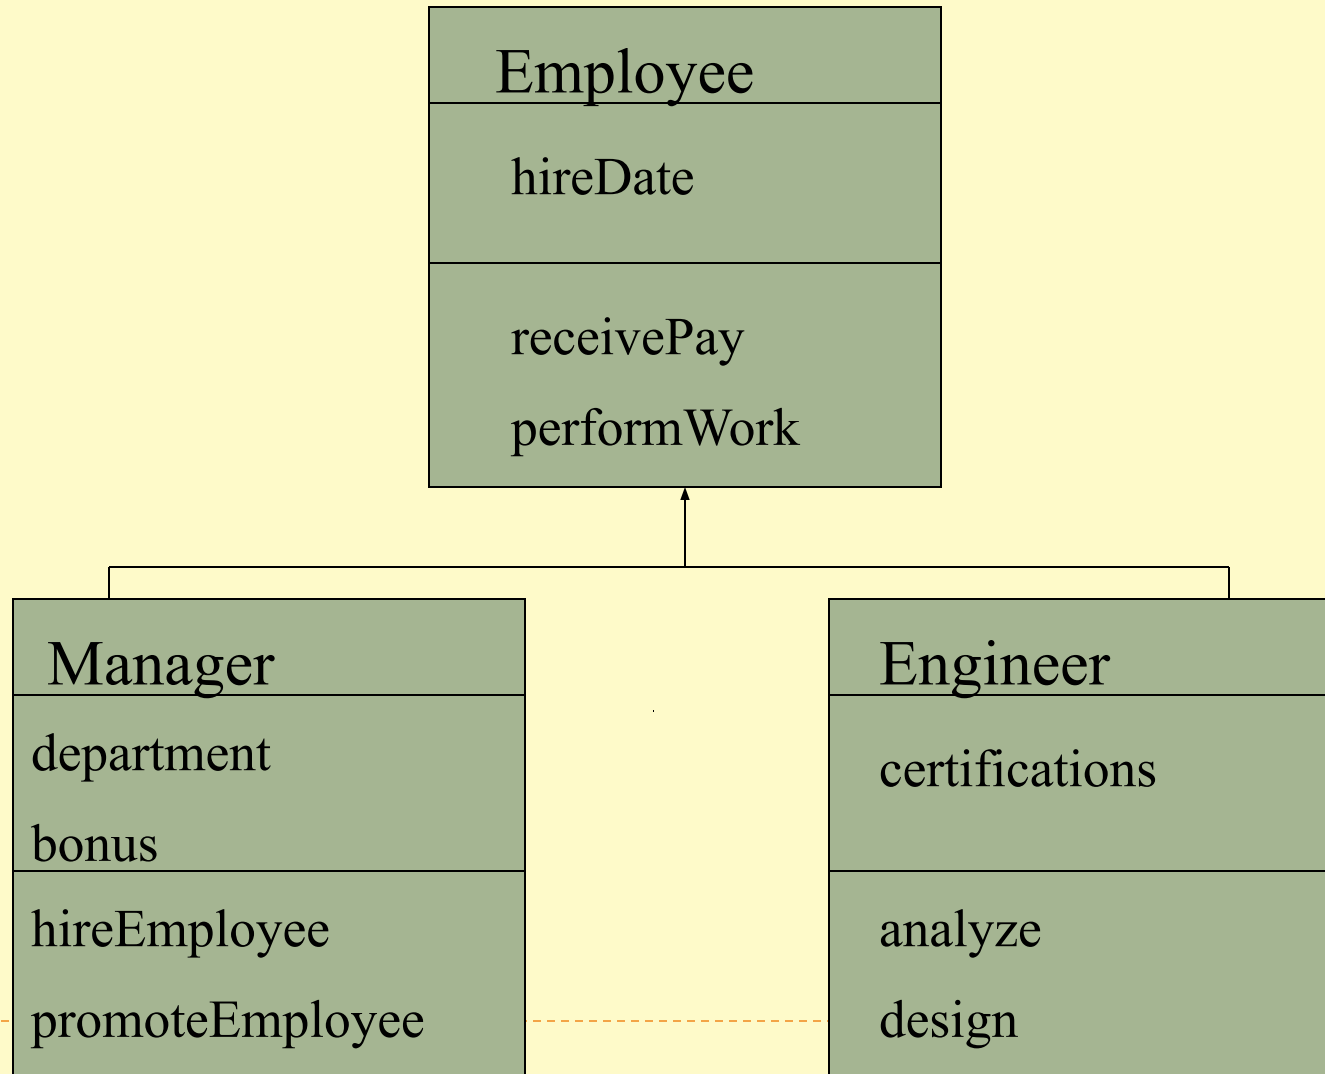 Employee
hireDate
receivePay
performWork
Manager
department
bonus
hireEmployee
promoteEmployee
Engineer
certifications
analyze
design